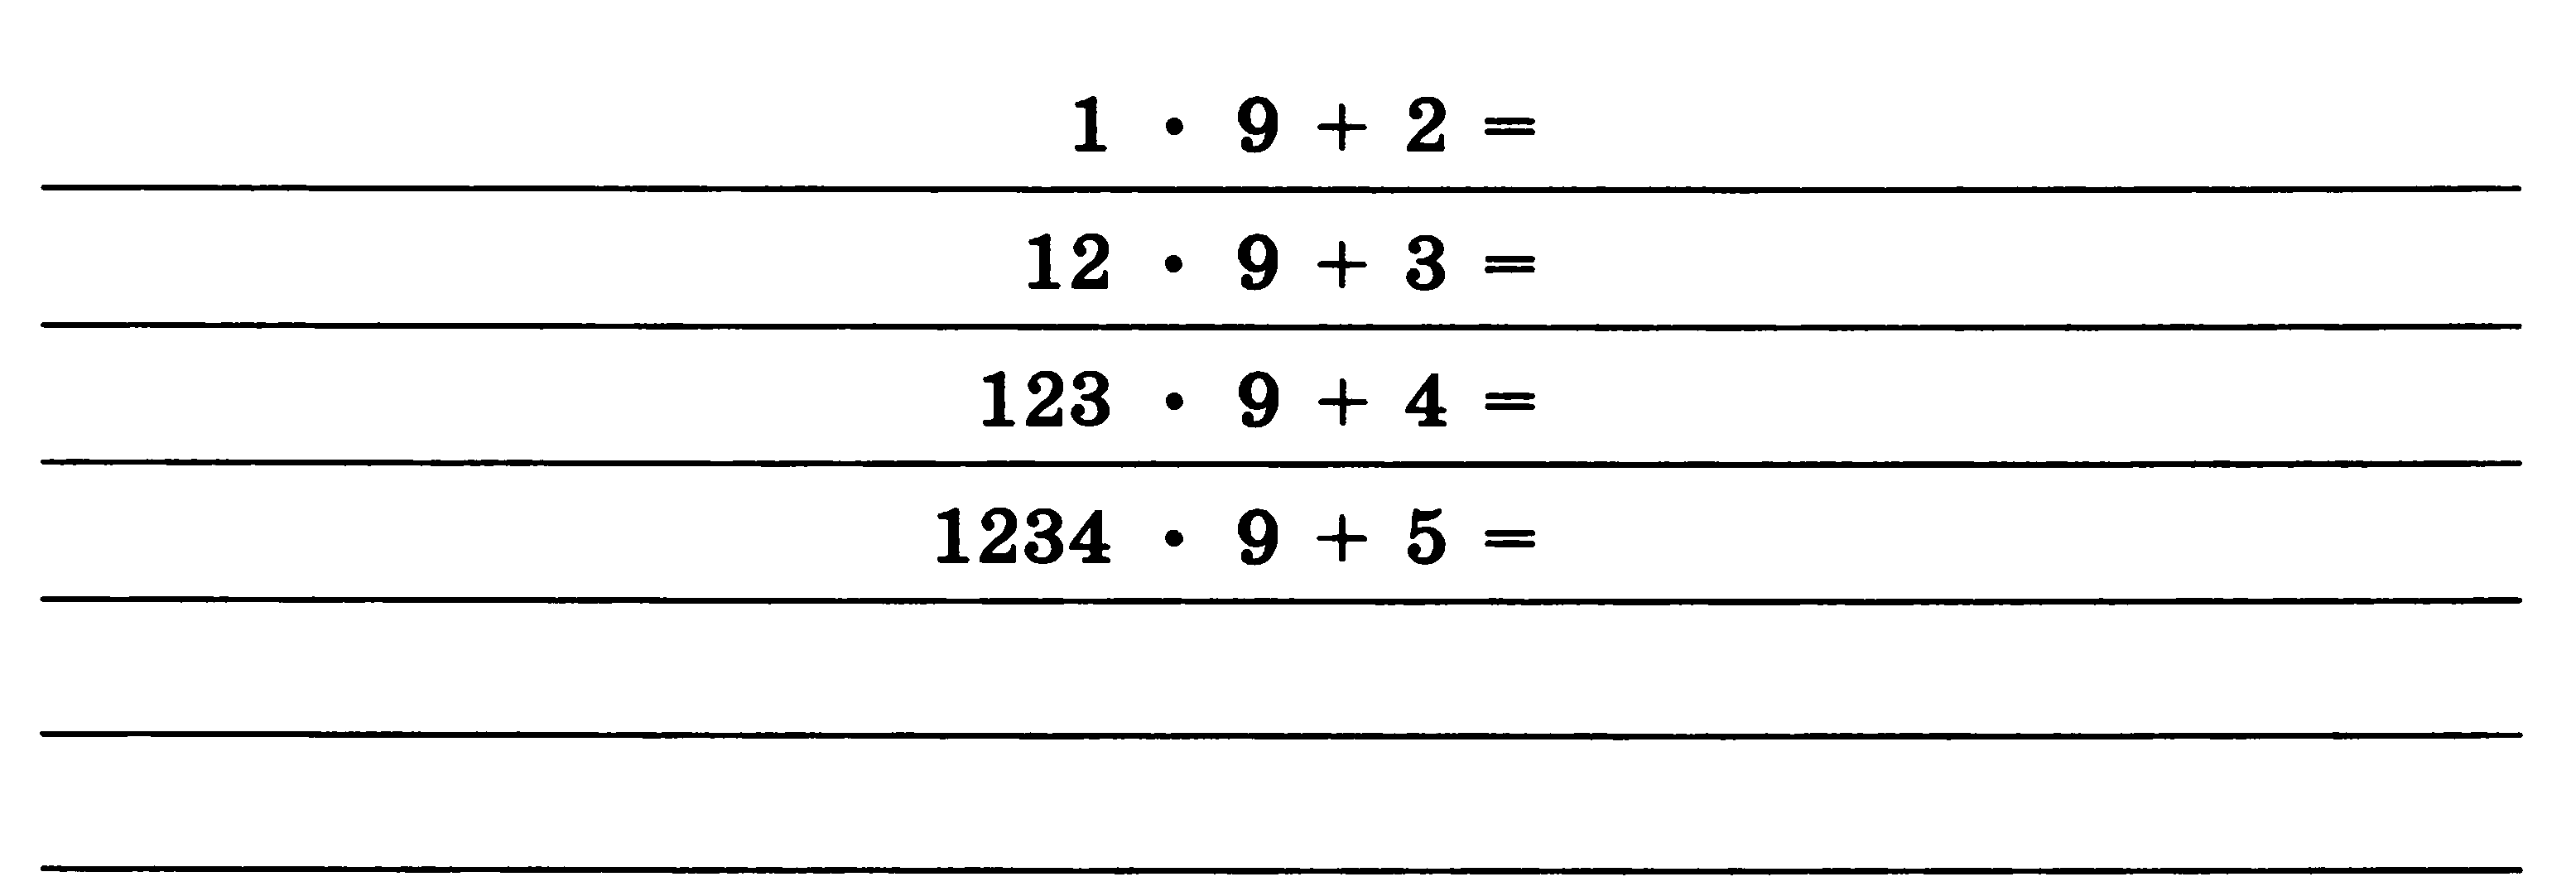 1 · 9 + 2 =
12 · 9 + 3 =
123 · 9 + 4 =
1234 · 9 + 5 =